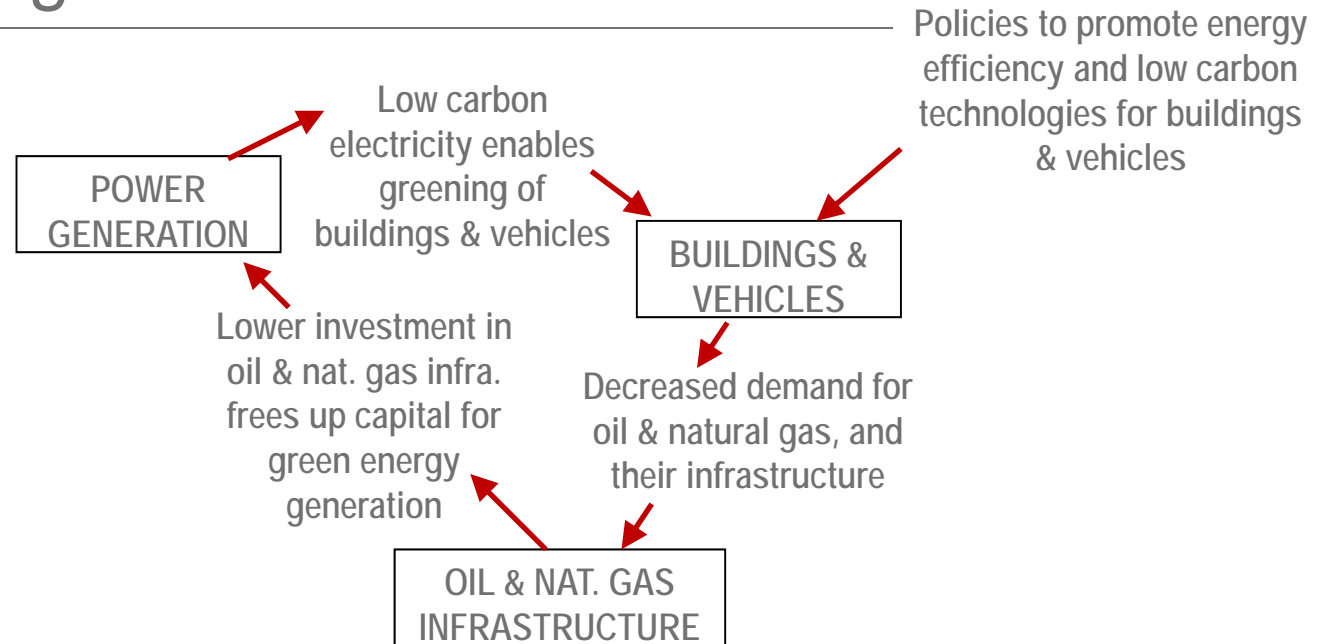 Policies to promote energy
efficiency and low carbon
technologies for buildings
& vehicles
Low carbon
electricity enables
greening of
buildings & vehicles
POWER
GENERATION
BUILDINGS &
VEHICLES
Lower investment in
oil & nat. gas infra.
frees up capital for
green energy
generation
Decreased demand for
oil & natural gas, and
their infrastructure
OIL & NAT. GAS
INFRASTRUCTURE